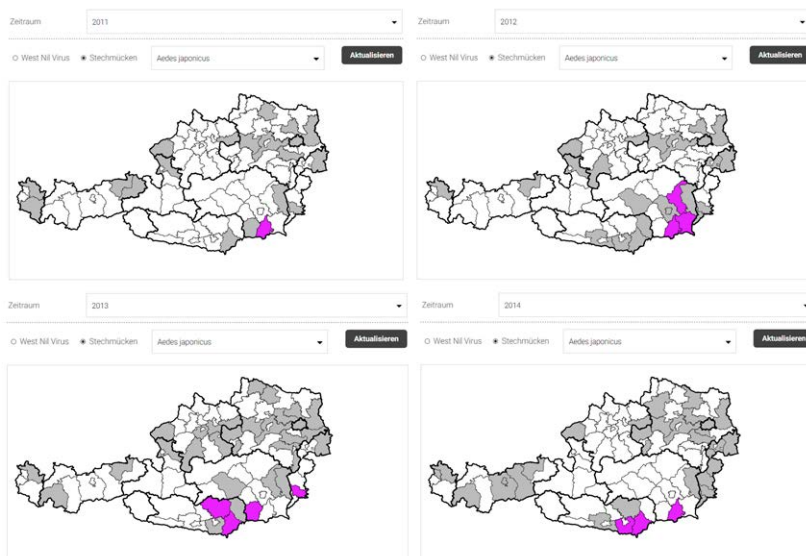 Zeitraum 2011
West Nil Virus Stechmücken Aedes japonicus Aktualisieren
Zeitraum 2012
West Nil Virus Stechmücken Aedes japonicus Aktualisieren
Zeitraum 2013
West Nil Virus Stechmücken Aedes japonicus Aktualisieren
Zeitraum 2014
West Nil Virus Stechmücken Aedes japonicus Aktualisieren